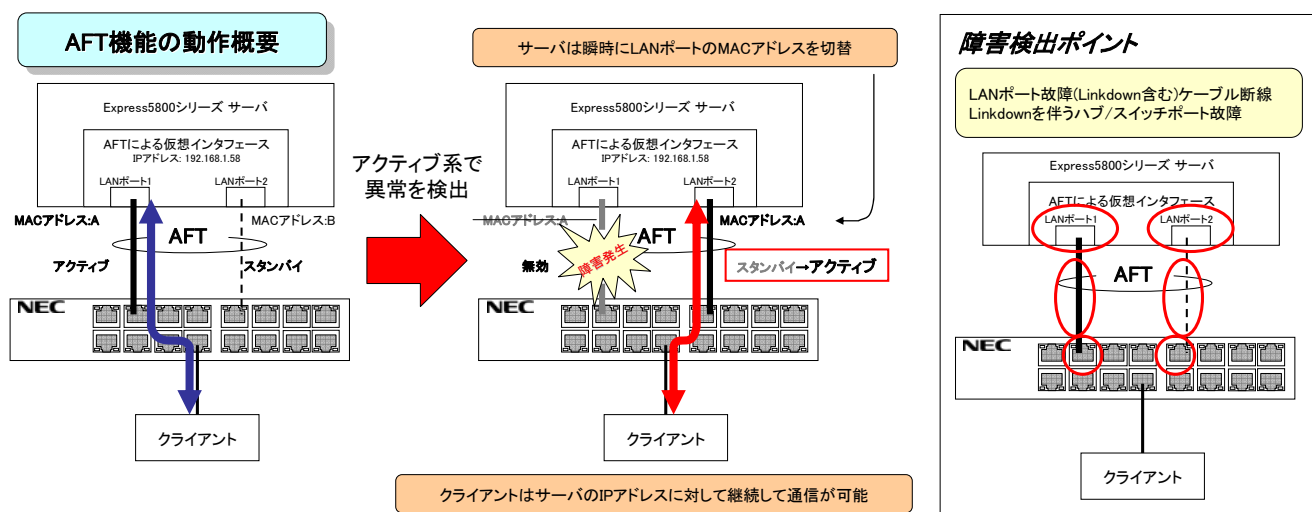 AFT機能の動作概要
Express5800シリーズ サーバ
AFTによる仮想インタフェース
IPアドレス: 192.168.1.58
LANポート1
LANポート2
MACアドレス:A
MACアドレス:B
AFT
アクティブ
スタンバイ
NEC
クライアント
アクティブ系で
異常を検出
サーバは瞬時にLANポートのMACアドレスを切替
Express5800シリーズ サーバ
AFTによる仮想インタフェース
IPアドレス: 192.168.1.58
LANポート1
LANポート2
MACアドレス:A
MACアドレス:A
AFT
障害発生
無効
スタンバイ→アクティブ
NEC
クライアント
クライアントはサーバのIPアドレスに対して継続して通信が可能
障害検出ポイント
LANポート故障(Linkdown含む)ケーブル断線
Linkdownを伴うハブ/スイッチポート故障
Express5800シリーズ サーバ
AFTによる仮想インタフェース
LANポート1
LANポート2
AFT
NEC
クライアント